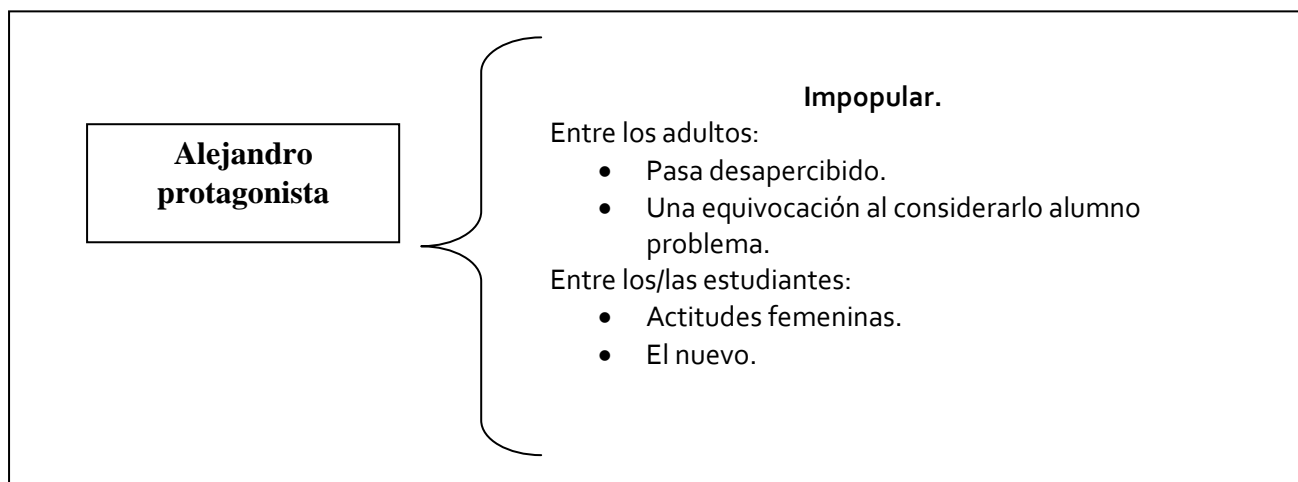 Alejandro
protagonista
Impopular.
Entre los adultos:
• Pasa desapercibido.
• Una equivocación al considerarlo alumno
problema.
Entre los/las estudiantes:
• Actitudes femeninas.
• El nuevo.